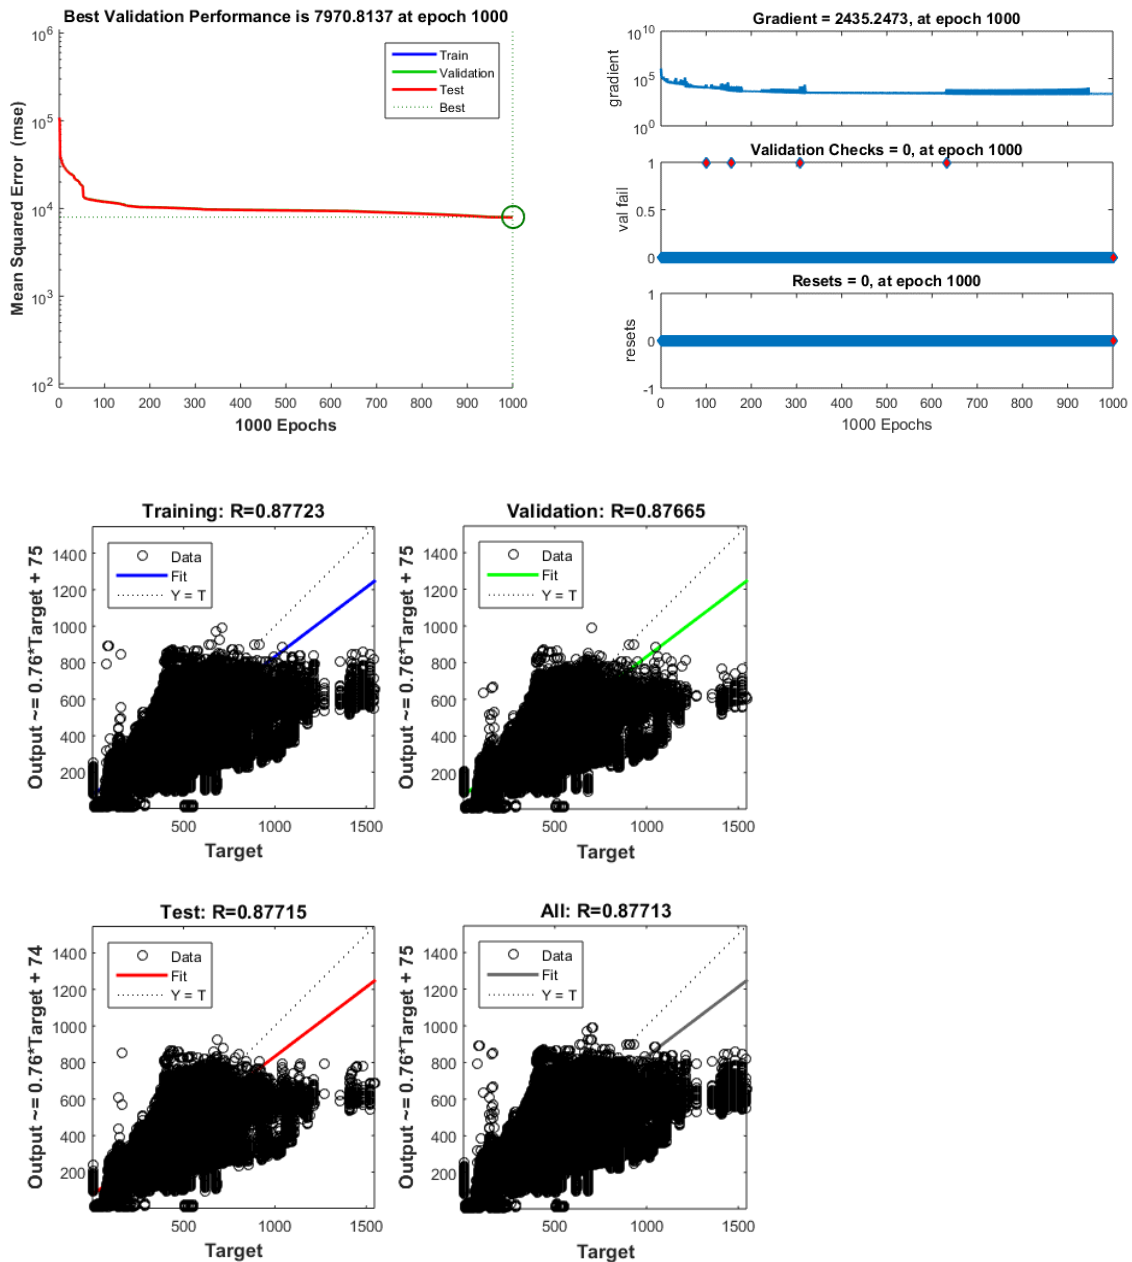 Best Validation Performance is 7970.8137 at epoch 1000
10^6
10^5
10^4
10^3
10^2
Mean Squared Error (mse)
Train
Validation
Test
Best
0 100 200 300 400 500 600 700 800 900 1000
1000 Epochs
Gradient = 2435.2473, at epoch 1000
10^10
10^5
10^0
gradient
Validation Checks = 0, at epoch 1000
1
0.5
0
val fail
Resets = 0, at epoch 1000
1
0
-1
resets
0 100 200 300 400 500 600 700 800 900 1000
1000 Epochs
Training: R=0.87723
Output ~= 0.76*Target + 75
1400
1200
1000
800
600
400
200
Data
Fit
Y = T
500 1000 1500
Target
Validation: R=0.87665
Output ~= 0.76*Target + 75
1400
1200
1000
800
600
400
200
Data
Fit
Y = T
500 1000 1500
Target
Test: R=0.87715
Output ~= 0.76*Target + 74
1400
1200
1000
800
600
400
200
Data
Fit
Y = T
500 1000 1500
Target
All: R=0.87713
Output ~= 0.76*Target + 75
1400
1200
1000
800
600
400
200
Data
Fit
Y = T
500 1000 1500
Target